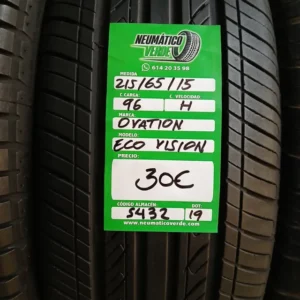 NEUMÁTICO
VERDE
614 20 35 98
MEDIDA:
215/65/15
C. CARGA: C. VELOCIDAD
96 H
MARCA:
OVATION
MODELO:
ECO VISION
PRECIO:
30€
CÓDIGO ALMACÉN: DOT
5432 19
www.neumaticoverde.com